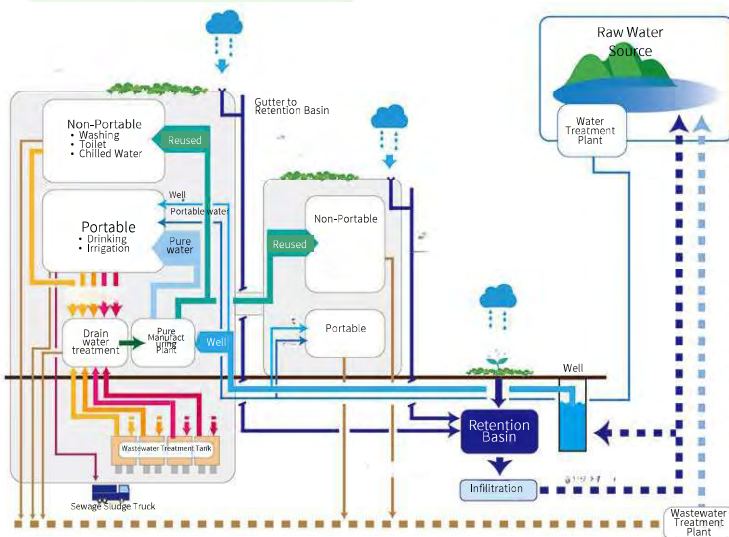 Raw Water
Source
Water
Treatment
Plant
Gutter to
Retention Basin
Non-Portable
• Washing
• Toilet
• Chilled Water
Reused
Well
Portable water
Portable
• Drinking
• Irrigation
Pure
water
Non-Portable
Reused
Drain
water
treatment
Pure
Manufact
uring
Plant
Well
Portable
Well
Retention
Basin
Wastewater Treatment Tank
Infilitration
Sewage Sludge Truck
Wastewater
Treatment
Plant